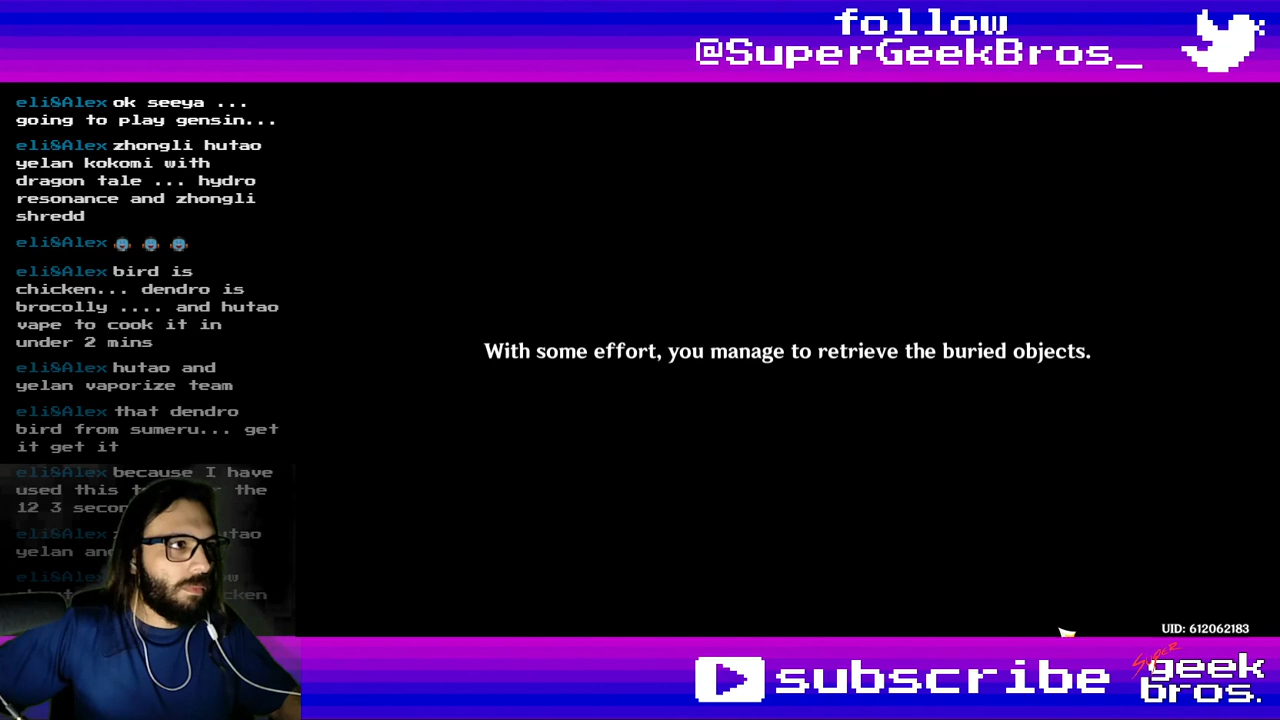 follow
@SuperGeekBros_
eli&Alex ok seeya ...
going to play gensin...
eli&Alex zhongli hutao
yelan kokomi with
dragon tale ... hydro
resonance and zhongli
shredd
eli&Alex
eli&Alex bird is
chicken... dendro is
brocolly .... and hutao
vape to cook it in
under 2 mins
eli&Alex hutao and
yelan vaporize team
eli&Alex that dendro
bird from sumeru... get
it get it
eli&Alex because I have
used this the
12 3
yelan
With some effort, you manage to retrieve the buried objects.
UID: 612062183
subscribe
SUPER
geek
bros.